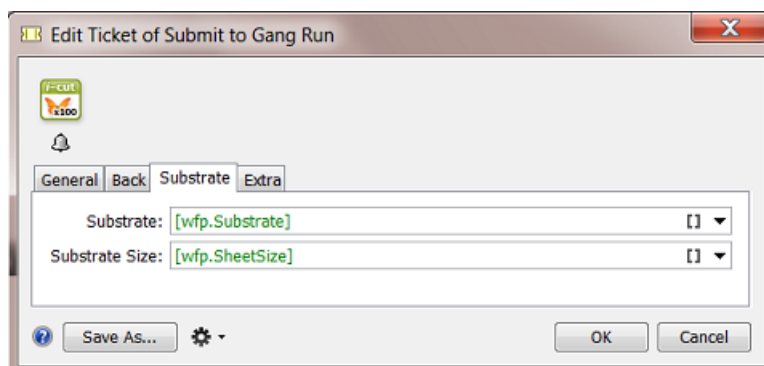 Edit Ticket of Submit to Gang Run
X
i-cut
x100
General Back Substrate Extra
Substrate: [wfp.Substrate] []
Substrate Size: [wfp.SheetSize] []
? Save As... OK Cancel